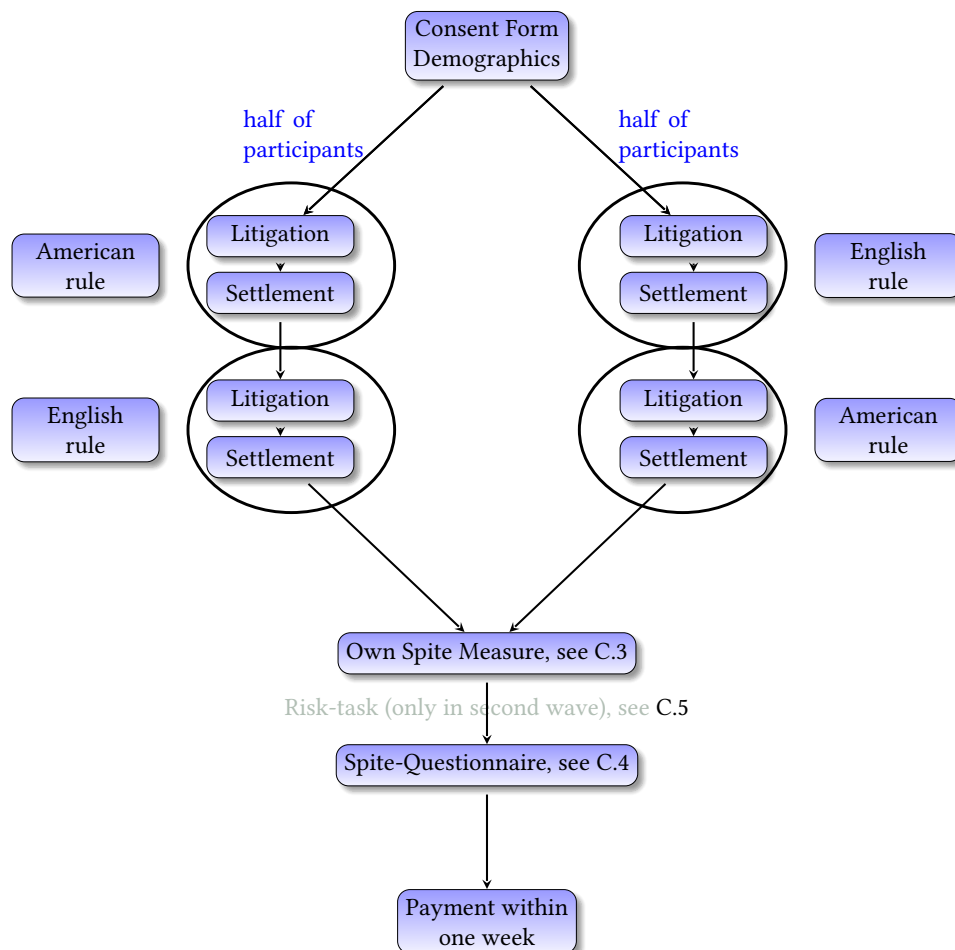 Consent Form
Demographics
half of
participants
half of
participants
American
rule
Litigation
Settlement
Litigation
Settlement
English
rule
English
rule
Litigation
Settlement
Litigation
Settlement
American
rule
Own Spite Measure, see C.3
Risk-task (only in second wave), see C.5
Spite-Questionnaire, see C.4
Payment within
one week